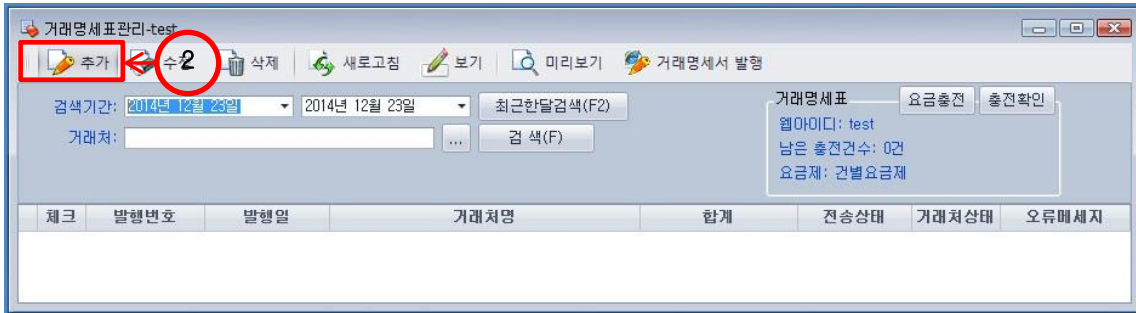 거래명세표관리-test
추가 수 2 삭제 새로고침 보기 미리보기 거래명세서 발행
검색기간: 2014년 12월 23일 2014년 12월 23일 최근한달검색(F2)
거래처: ... 검 색(F)
거래명세표 요금충전 충전확인
웹아이디: test
남은 충전건수: 0건
요금제: 건별요금제
체크 발행번호 발행일 거래처명 합계 전송상태 거래처상태 오류메세지